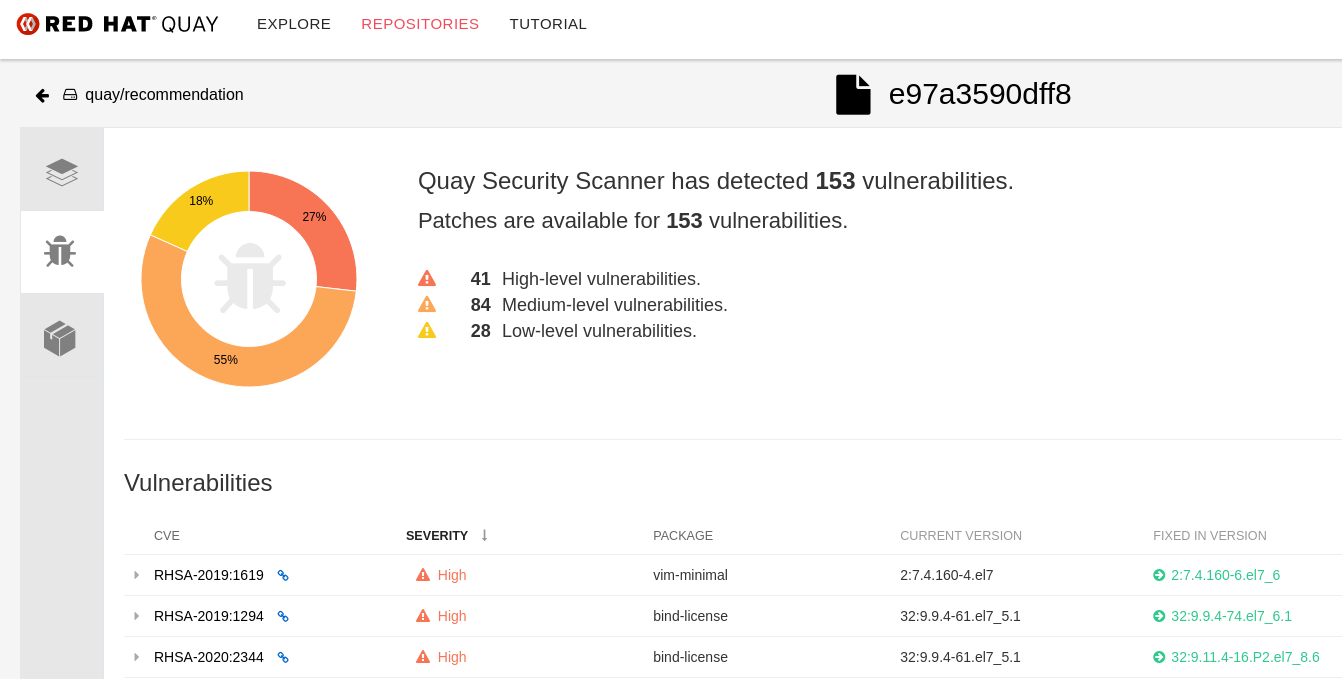 RED HAT® QUAY EXPLORE REPOSITORIES TUTORIAL
quay/recommendation e97a3590dff8
18%
27%
55%
Quay Security Scanner has detected 153 vulnerabilities.
Patches are available for 153 vulnerabilities.
41 High-level vulnerabilities.
84 Medium-level vulnerabilities.
28 Low-level vulnerabilities.
Vulnerabilities
CVE SEVERITY PACKAGE CURRENT VERSION FIXED IN VERSION
RHSA-2019:1619 High vim-minimal 2:7.4.160-4.el7 2:7.4.160-6.el7_6
RHSA-2019:1294 High bind-license 32:9.9.4-61.el7_5.1 32:9.9.4-74.el7_6.1
RHSA-2020:2344 High bind-license 32:9.9.4-61.el7_5.1 32:9.11.4-16.P2.el7_8.6